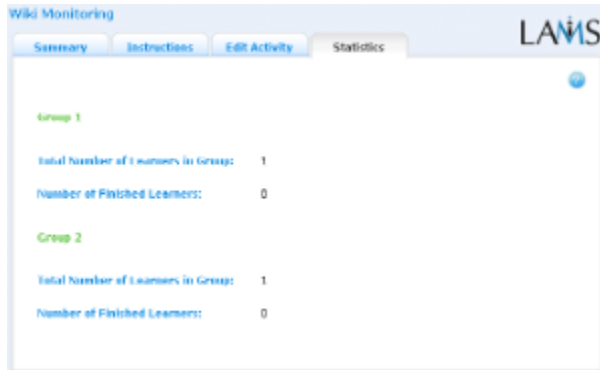 Wiki Monitoring
LAMS
Summary Instructions Edit Activity Statistics
?
Group 1
Total Number of Learners in Group: 1
Number of Finished Learners: 0
Group 2
Total Number of Learners in Group: 1
Number of Finished Learners: 0